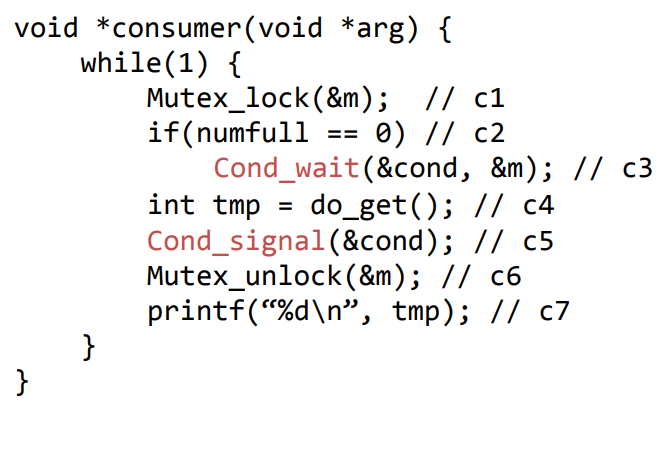 void *consumer(void *arg) {
    while(1) {
        Mutex_lock(&m);  // c1
        if(numfull == 0) // c2
            Cond_wait(&cond, &m); // c3
        int tmp = do_get(); // c4
        Cond_signal(&cond); // c5
        Mutex_unlock(&m); // c6
        printf(“%d\n”, tmp); // c7
    }
}